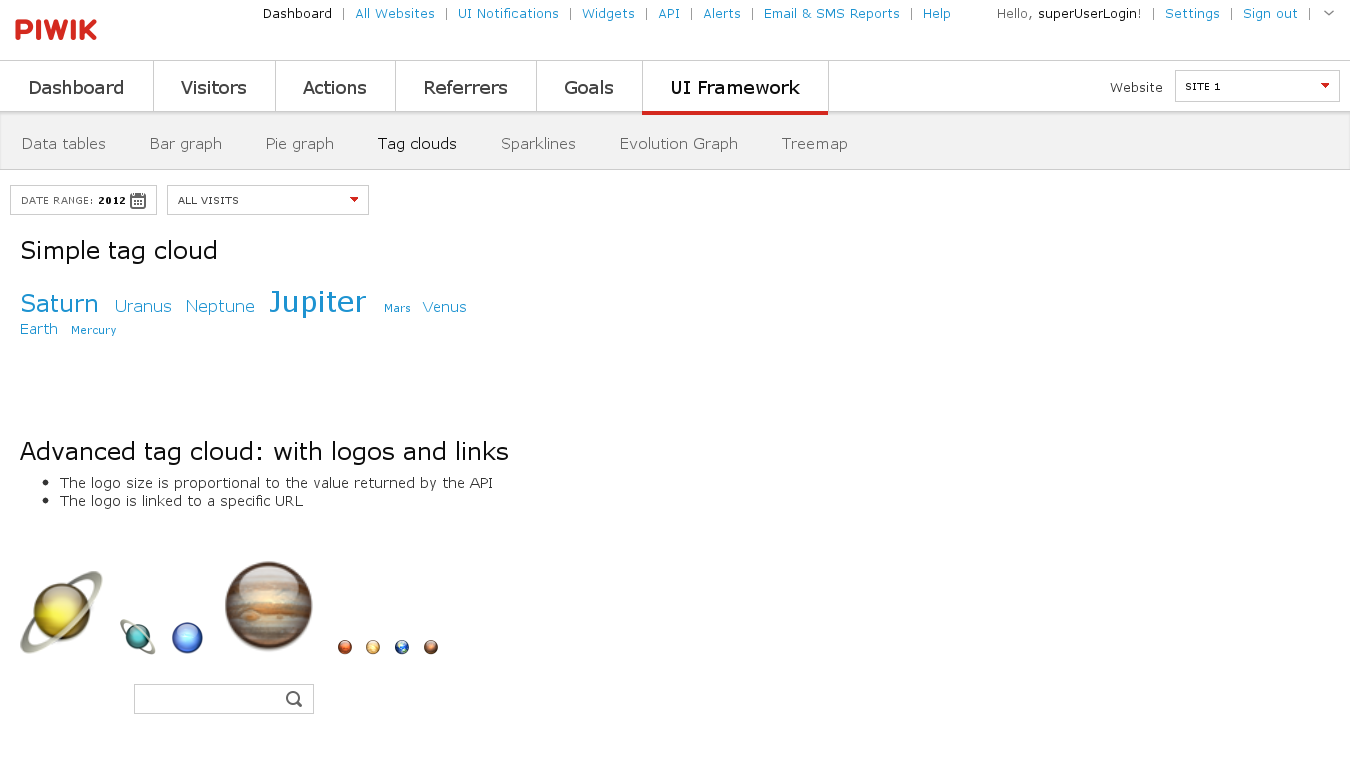 PIWIK
Dashboard | All Websites | UI Notifications | Widgets | API | Alerts | Email & SMS Reports | Help
Hello, superUserLogin! | Settings | Sign out |
Dashboard Visitors Actions Referrers Goals UI Framework
Website SITE 1
Data tables Bar graph Pie graph Tag clouds Sparklines Evolution Graph Treemap
DATE RANGE: 2012 ALL VISITS
Simple tag cloud
Saturn Uranus Neptune Jupiter Mars Venus
Earth Mercury
Advanced tag cloud: with logos and links
• The logo size is proportional to the value returned by the API
• The logo is linked to a specific URL